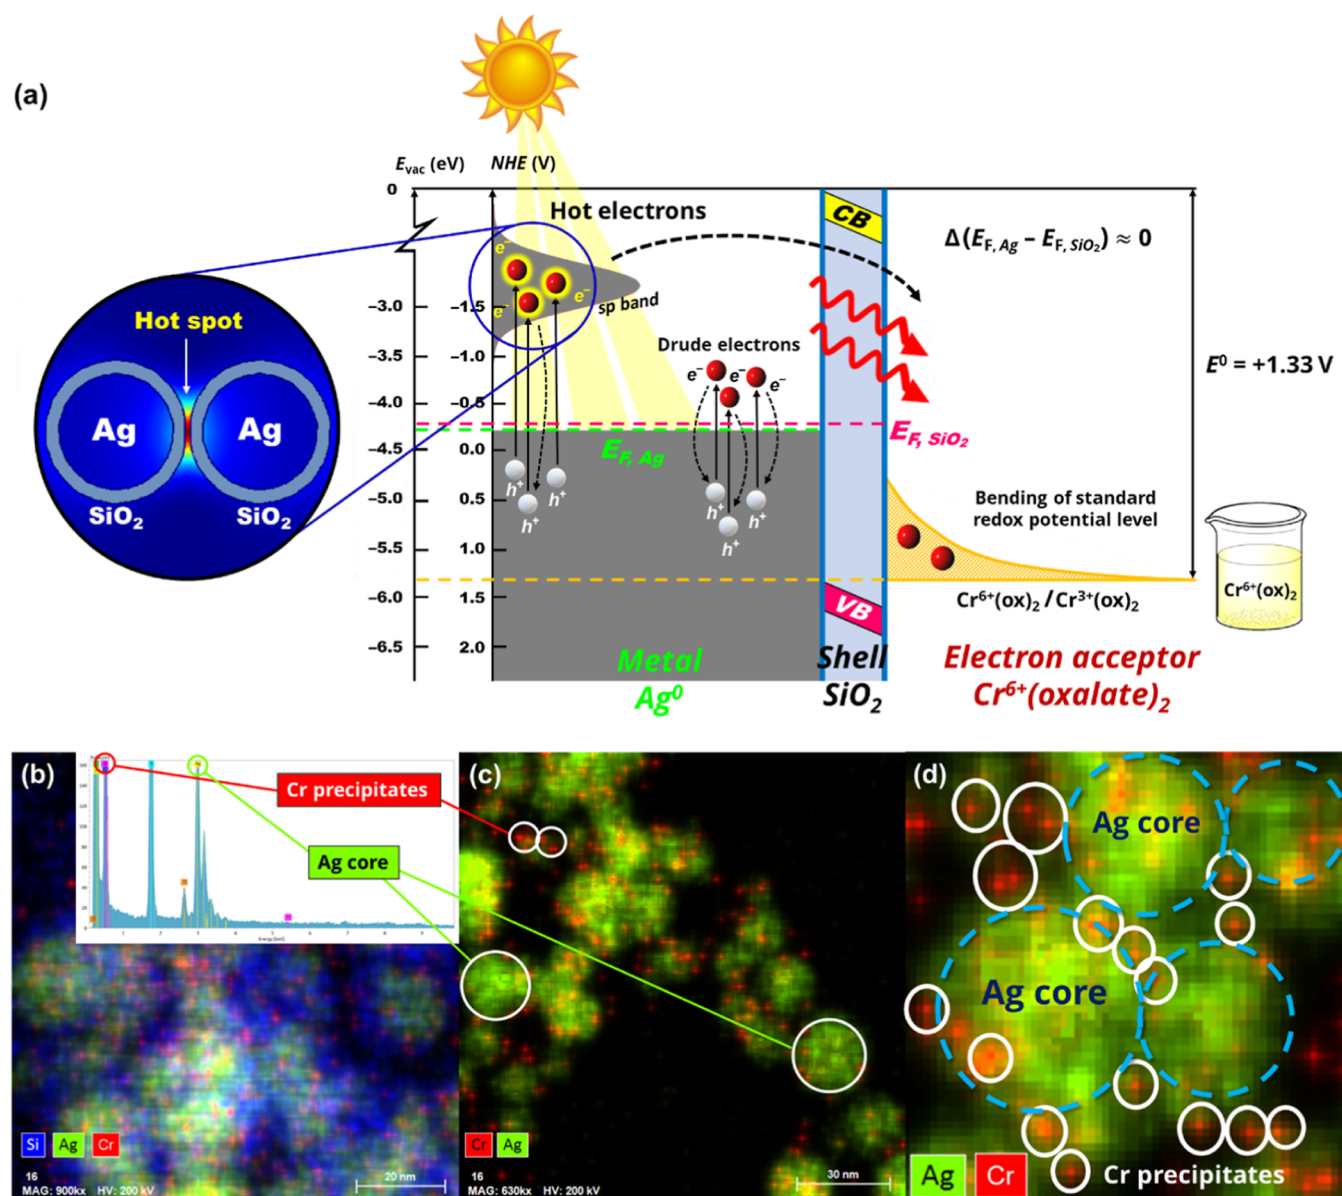 (a)
E_vac (eV)
NHE (V)
0
Hot electrons
CB
Δ(E_F, Ag – E_F, SiO₂) ≈ 0
e⁻
e⁻
e⁻
sp band
–3.0
–1.5
Hot spot
Drude electrons
–3.5
–1.0
e⁻
e⁻
e⁻
E⁰ = +1.33 V
–4.0
–0.5
Ag
Ag
E_F, SiO₂
E_F, Ag
–4.5
0.0
h⁺
h⁺
h⁺
h⁺
h⁺
h⁺
–5.0
0.5
SiO₂
SiO₂
Bending of standard
redox potential level
–5.5
1.0
Cr⁶⁺(ox)₂
–6.0
1.5
VB
Cr⁶⁺(ox)₂ / Cr³⁺(ox)₂
–6.5
2.0
Metal
Ag⁰
Shell
SiO₂
Electron acceptor
Cr⁶⁺(oxalate)₂
(b)
Cr precipitates
Ag core
Energy [keV]
Si
Ag
Cr
16
MAG: 900kx HV: 200 kV
20 nm
(c)
Cr
Ag
16
MAG: 630kx HV: 200 kV
30 nm
(d)
Ag core
Ag core
Ag
Cr
Cr precipitates